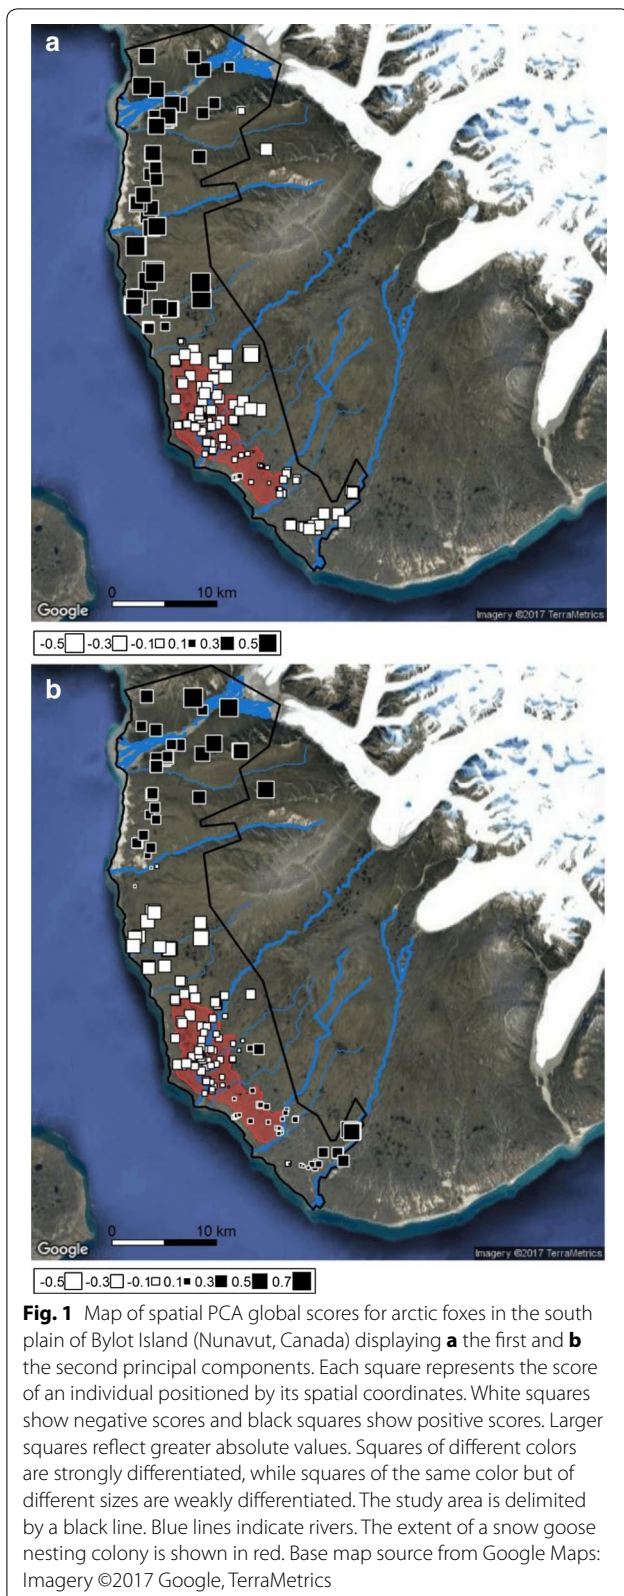 a
0 10 km
Google
Imagery ©2017 TerraMetrics
-0.5 -0.3 -0.1 0.1 0.3 0.5
b
0 10 km
Google
Imagery ©2017 TerraMetrics
-0.5 -0.3 -0.1 0.1 0.3 0.5 0.7
Fig. 1 Map of spatial PCA global scores for arctic foxes in the south
plain of Bylot Island (Nunavut, Canada) displaying a the first and b
the second principal components. Each square represents the score
of an individual positioned by its spatial coordinates. White squares
show negative scores and black squares show positive scores. Larger
squares reflect greater absolute values. Squares of different colors
are strongly differentiated, while squares of the same color but of
different sizes are weakly differentiated. The study area is delimited
by a black line. Blue lines indicate rivers. The extent of a snow goose
nesting colony is shown in red. Base map source from Google Maps:
Imagery ©2017 Google, TerraMetrics